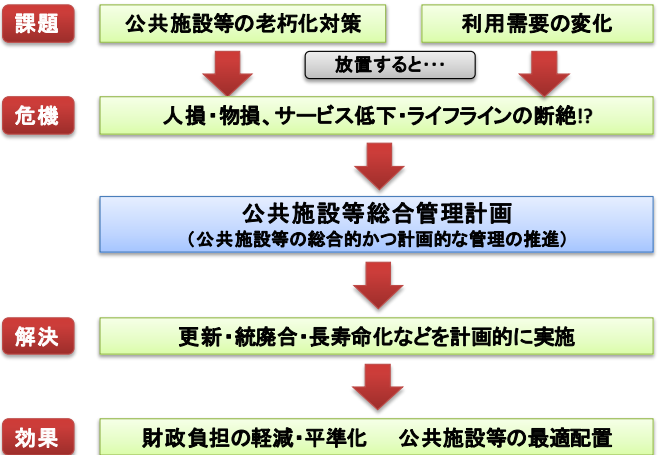 課題
公共施設等の老朽化対策
利用需要の変化
放置すると・・・
危機
人損・物損、サービス低下・ライフラインの断絶!?
公共施設等総合管理計画
（公共施設等の総合的かつ計画的な管理の推進）
解決
更新・統廃合・長寿命化などを計画的に実施
効果
財政負担の軽減・平準化　公共施設等の最適配置